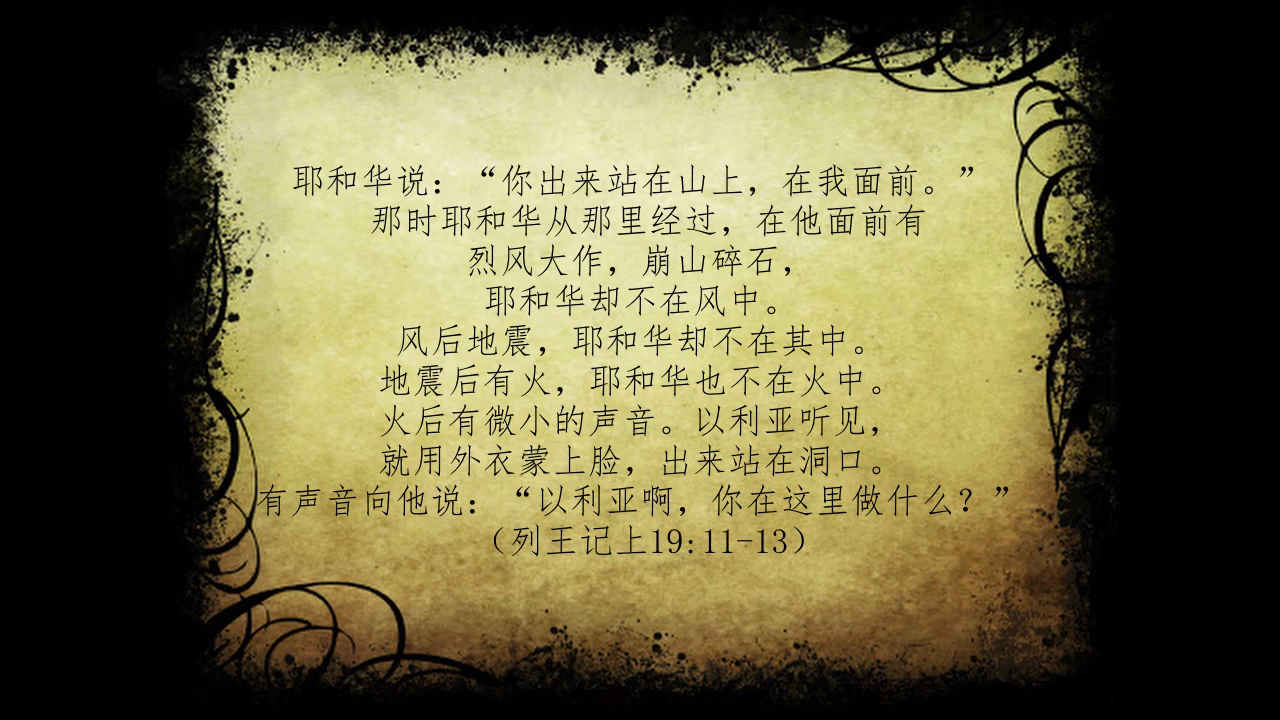 耶和华说：“你出来站在山上，在我面前。”
那时耶和华从那里经过，在他面前有
烈风大作，崩山碎石，
耶和华却不在风中。
风后地震，耶和华却不在其中。
地震后有火，耶和华也不在火中。
火后有微小的声音。以利亚听见，
就用外衣蒙上脸，出来站在洞口。
有声音向他说：“以利亚啊，你在这里做什么？”
（列王记上19:11-13）